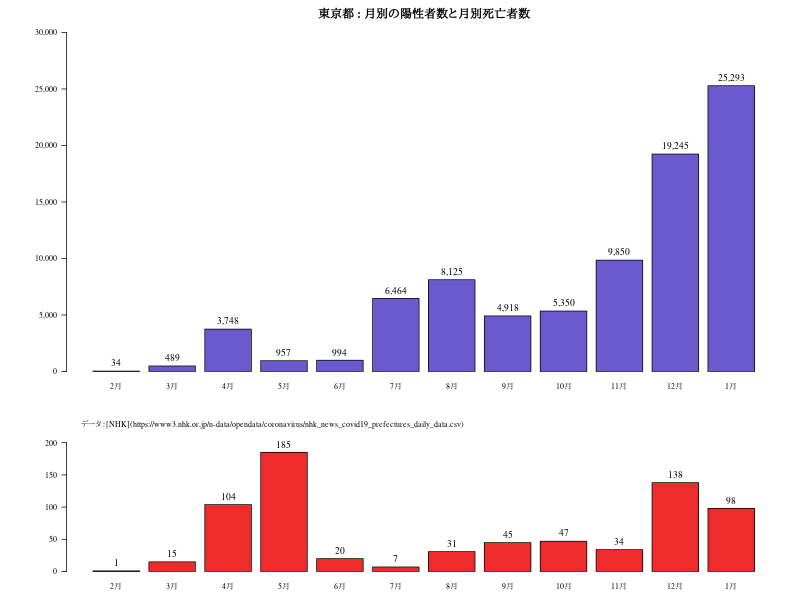 東京都 : 月別の陽性者数と月別死亡者数
30,000
25,000
20,000
15,000
10,000
5,000
0
34 489 3,748 957 994 6,464 8,125 4,918 5,350 9,850 19,245 25,293
2月 3月 4月 5月 6月 7月 8月 9月 10月 11月 12月 1月
データ : [NHK](https://www3.nhk.or.jp/n-data/opendata/coronavirus/nhk_news_covid19_prefectures_daily_data.csv)
200
150
100
50
0
1 15 104 185 20 7 31 45 47 34 138 98
2月 3月 4月 5月 6月 7月 8月 9月 10月 11月 12月 1月